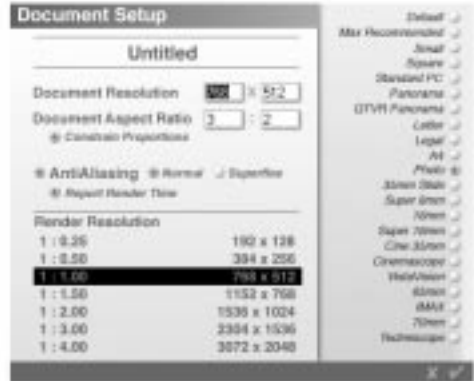 Document Setup
Untitled
Document Resolution 768 X 512
Document Aspect Ratio 3 : 2
Constrain Proportions
AntiAliasing Normal Superfine
Report Render Time
Render Resolution
1 : 0.25 192 x 128
1 : 0.50 384 x 256
1 : 1.00 768 x 512
1 : 1.50 1152 x 768
1 : 2.00 1536 x 1024
1 : 3.00 2304 x 1536
1 : 4.00 3072 x 2048
Default
Max Recommended
Small
Square
Standard PC
Panorama
QTVR Panorama
Letter
Legal
A4
Photo
35mm Slide
Super 8mm
16mm
Super 16mm
Cine 35mm
Cinemascope
VistaVision
65mm
IMAX
70mm
Techniscope